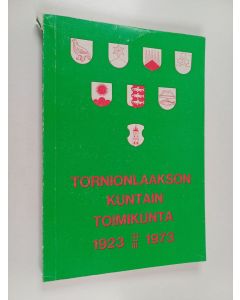 TORNIONLAAKSON
KUNTAIN
TOIMIKUNTA
1923 1973